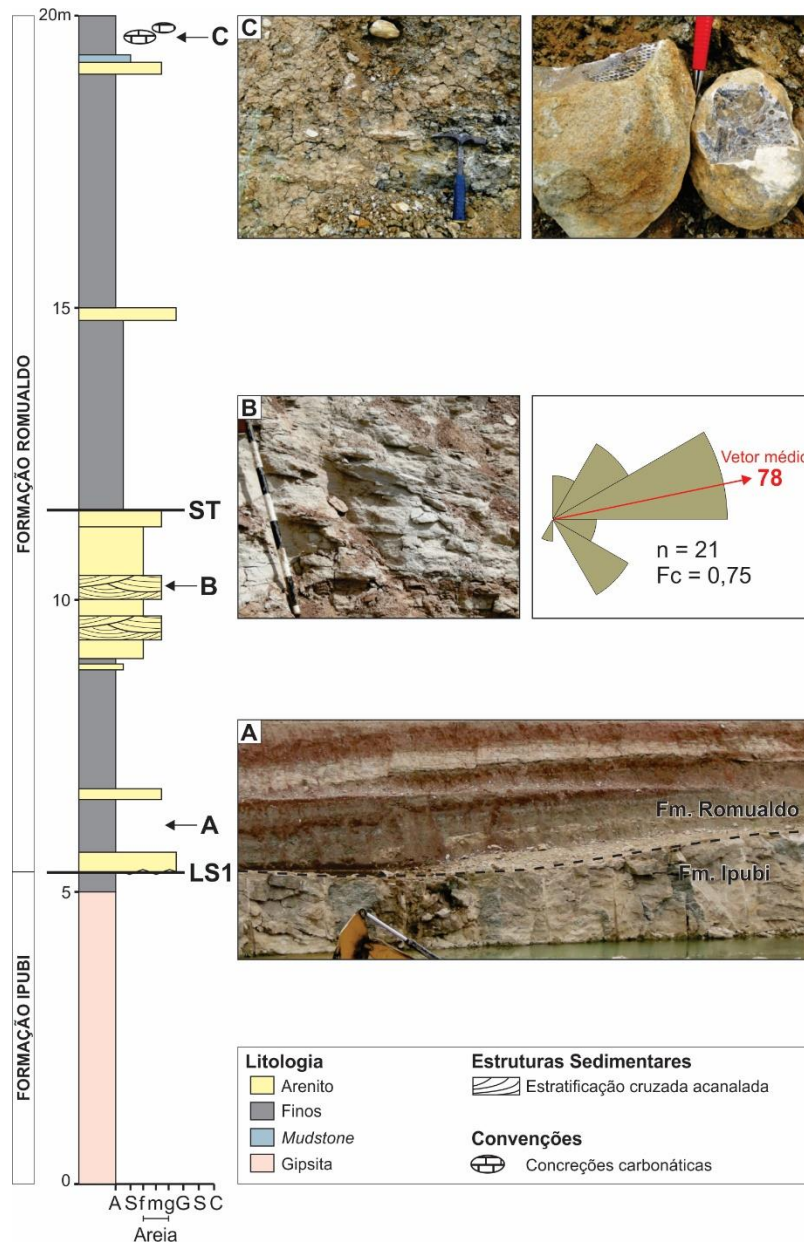 20m
C
C
FORMAÇÃO ROMUALDO
15
B
Vetor médio
78
n = 21
Fc = 0,75
ST
B
10
A
Fm. Romualdo
Fm. Ipubi
A
LS1
5
FORMAÇÃO IPUBI
Litologia
Arenito
Finos
Mudstone
Gipsita
Estruturas Sedimentares
Estratificação cruzada acanalada
Convenções
Concreções carbonáticas
0
A S f m g G S C
Areia